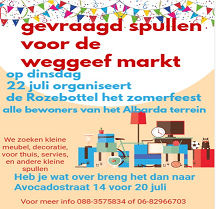 gevraagd spullen
voor de
weggeef markt
op dinsdag
22 juli organiseert
de Rozebottel het zomerfeest
alle bewoners van het Albarda terrein
We zoeken kleine
meubel, decoratie,
voor thuis, servies,
en andere kleine
spullen
Heb je wat over breng het dan naar
Avocadostraat 14 voor 20 juli
Voor meer info 088-3575834 of 06-82966703